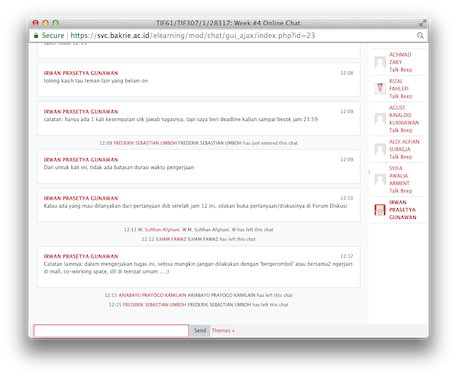 TIF61/TIF307/1/28317: Week #4 Online Chat
Secure | https://svc.bakrie.ac.id/elearning/mod/chat/gui_ajax/index.php?id=23
IRWAN PRASETYA GUNAWAN 12:08
tolong kasih tau teman lain yang belum on
IRWAN PRASETYA GUNAWAN 12:09
catatan: hanya ada 1 kali kesempatan utk jawab tugasnya, tapi saya beri deadline kalian sampai besok jam 23:59
12:09 FREDERIK SEBASTIAN UMBOH FREDERIK SEBASTIAN UMBOH has just entered this chat
IRWAN PRASETYA GUNAWAN 12:09
Dan untuk kali ini, tidak ada batasan durasi waktu pengerjaan
IRWAN PRASETYA GUNAWAN 12:10
Kalau ada yang mau ditanyakan dari pertanyaan dsb setelah jam 12 ini, silakan buka pertanyaan/diskusinya di Forum Diskusi
12:11 M. Sulthan Afghani. W M. Sulthan Afghani. W has left this chat
12:12 ILHAM FAWAZ ILHAM FAWAZ has left this chat
IRWAN PRASETYA GUNAWAN 12:12
Catatan lainnya: dalam mengerjakan tugas ini, sebisa mungkin jangan dilakukan dengan 'bergerombol' atau bersama2 ngerjain
di mall, co-working space, dll di tempat umum ... ;)
12:13 ARIABAYU PRAYOGO KAMILAIN ARIABAYU PRAYOGO KAMILAIN has left this chat
12:15 FREDERIK SEBASTIAN UMBOH FREDERIK SEBASTIAN UMBOH has left this chat
Send Themes »
ACHMAD
ZAKY
Talk Beep
RIZAL
FAHLEPI
Talk Beep
AGUST
RINALDO
KURNIAWAN
Talk Beep
ALDI ALFIAN
SUBAGJA
Talk Beep
SYIFA
AWALIA
ARMENT
Talk Beep
IRWAN
PRASETYA
GUNAWAN